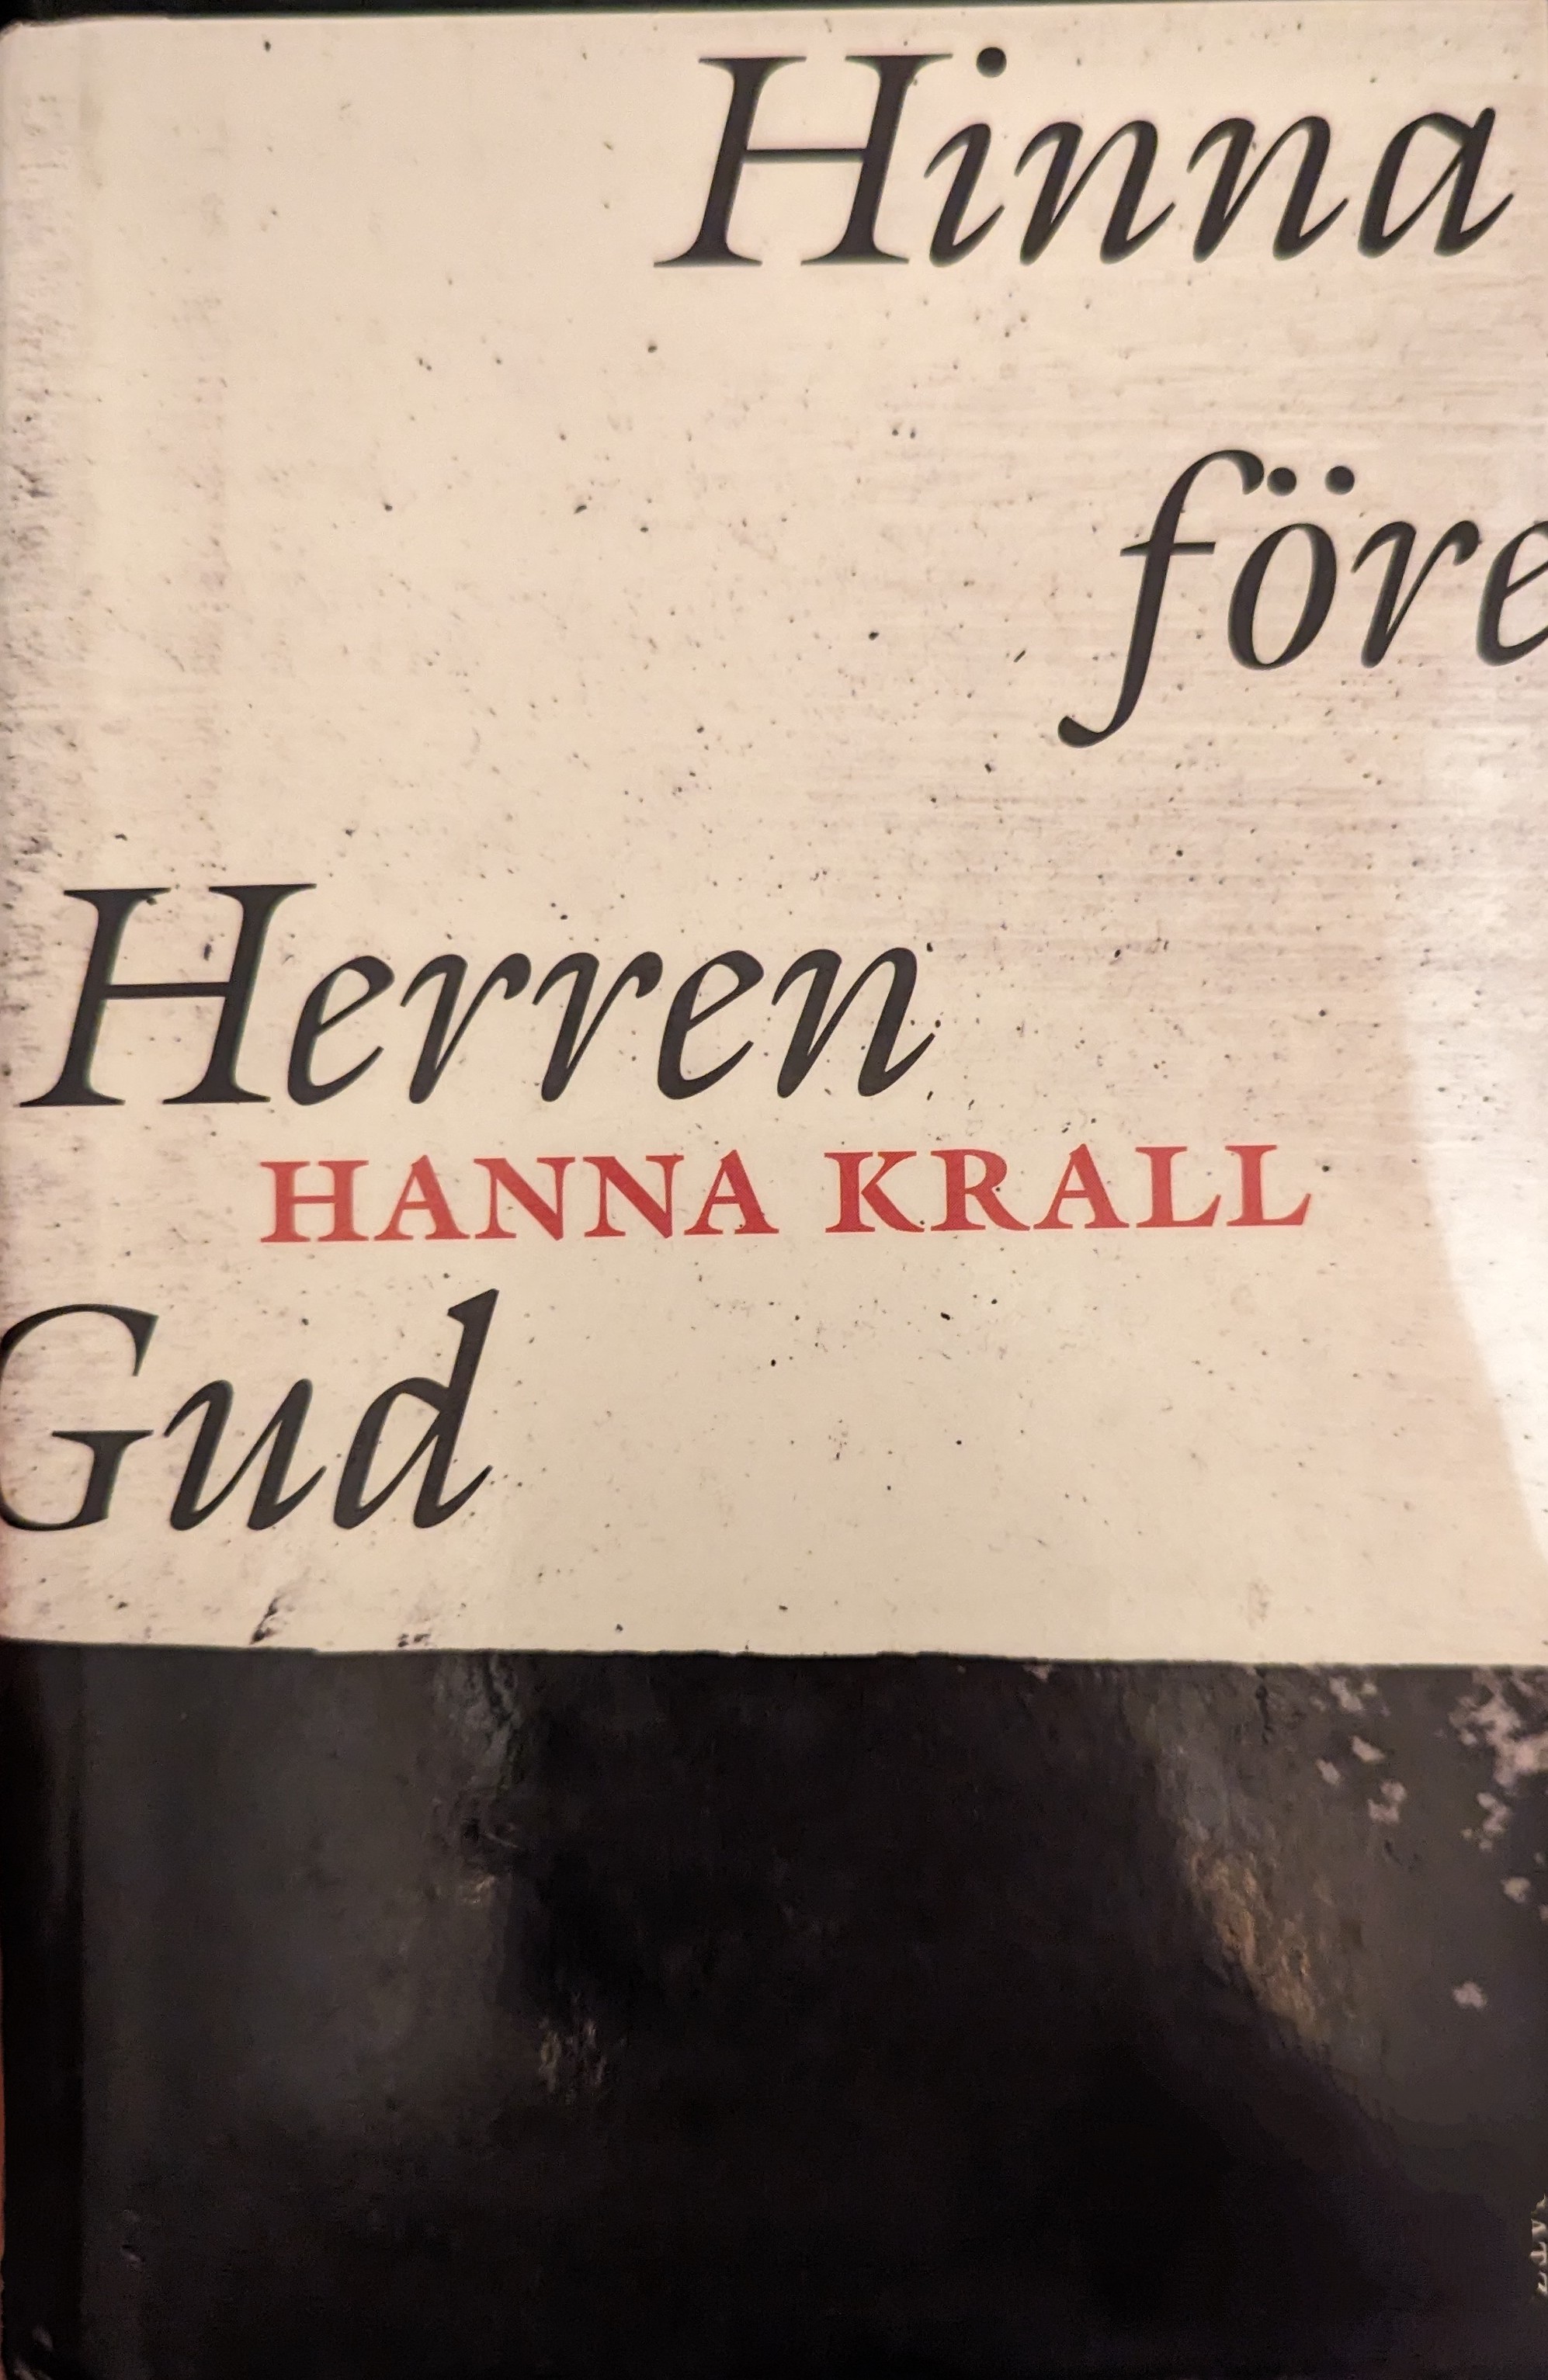 Hinna
före
Herren
HANNA KRALL
Gud